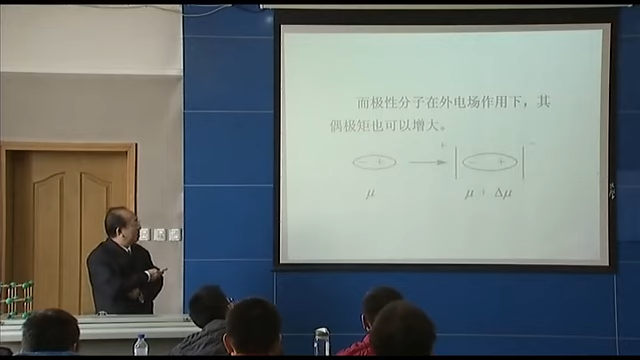 而极性分子在外电场作用下，其
偶极矩也可以增大。
+ −
− + +
μ μ + Δμ